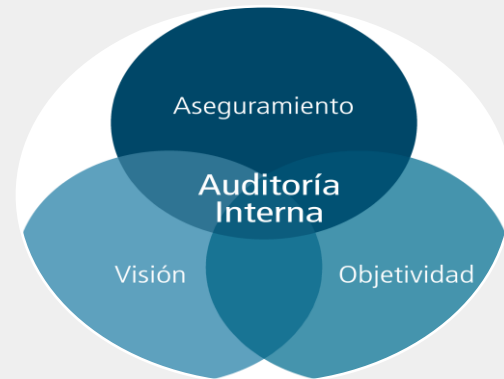 Aseguramiento
Auditoría
Interna
Visión
Objetividad